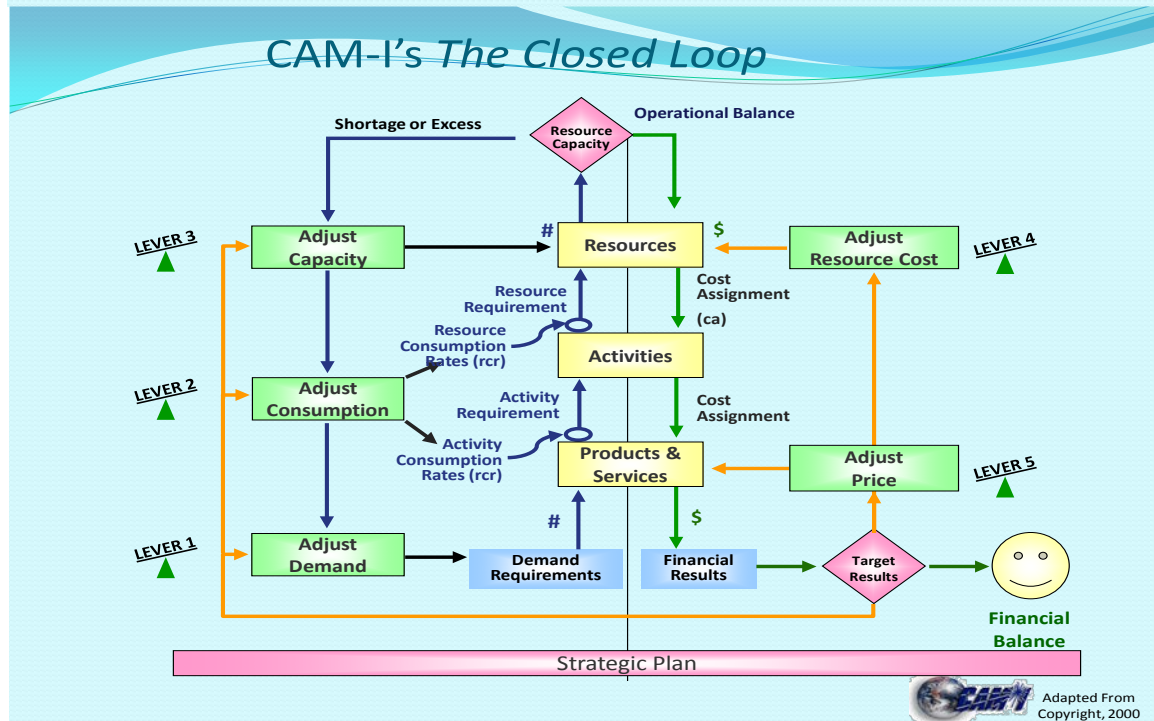 CAM-I's The Closed Loop
Shortage or Excess
Resource
Capacity
Operational Balance
LEVER 3
Adjust
Capacity
#
Resources
$
Adjust
Resource Cost
LEVER 4
Resource
Requirement
Cost
Assignment
(ca)
Resource
Consumption
Rates (rcr)
Activities
LEVER 2
Adjust
Consumption
Activity
Requirement
Cost
Assignment
Activity
Consumption
Rates (rcr)
Products &
Services
Adjust
Price
LEVER 5
#
$
LEVER 1
Adjust
Demand
Demand
Requirements
Financial
Results
Target
Results
Financial
Balance
Strategic Plan
CAM-I
Adapted From
Copyright, 2000